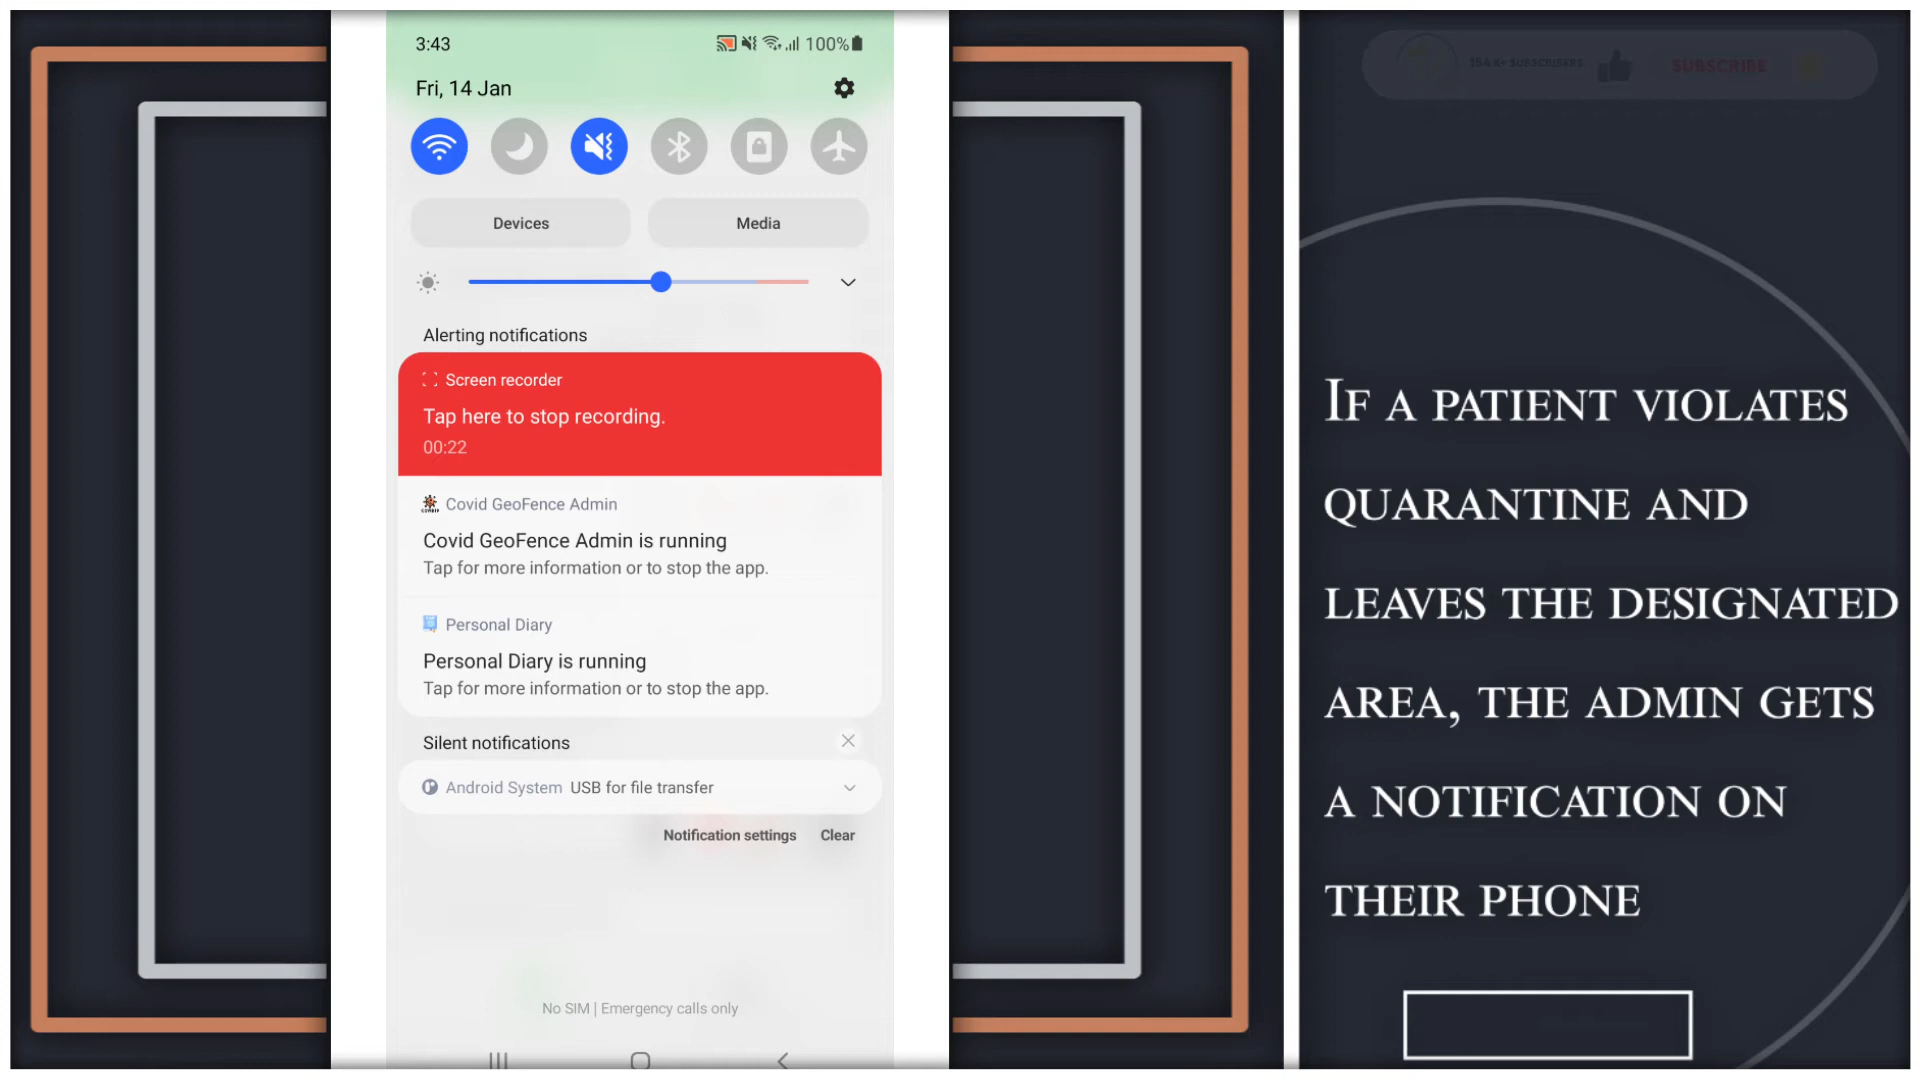 3:43
100%
Fri, 14 Jan
Devices
Media
Alerting notifications
Screen recorder
Tap here to stop recording.
00:22
Covid GeoFence Admin
Covid GeoFence Admin is running
Tap for more information or to stop the app.
Personal Diary
Personal Diary is running
Tap for more information or to stop the app.
Silent notifications
Android System USB for file transfer
Notification settings
Clear
No SIM | Emergency calls only
SUBSCRIBERS
SUBSCRIBE
IF A PATIENT VIOLATES
QUARANTINE AND
LEAVES THE DESIGNATED
AREA, THE ADMIN GETS
A NOTIFICATION ON
THEIR PHONE